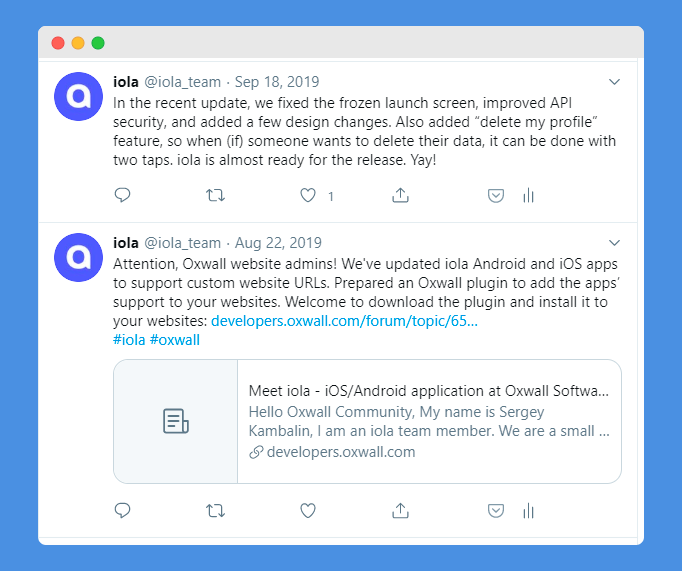 iola @iola_team · Sep 18, 2019
In the recent update, we fixed the frozen launch screen, improved API
security, and added a few design changes. Also added “delete my profile”
feature, so when (if) someone wants to delete their data, it can be done with
two taps. iola is almost ready for the release. Yay!
1
iola @iola_team · Aug 22, 2019
Attention, Oxwall website admins! We've updated iola Android and iOS apps
to support custom website URLs. Prepared an Oxwall plugin to add the apps’
support to your websites. Welcome to download the plugin and install it to
your websites: developers.oxwall.com/forum/topic/65...
#iola #oxwall
Meet iola - iOS/Android application at Oxwall Softwa...
Hello Oxwall Community, My name is Sergey
Kambalin, I am an iola team member. We are a small ...
developers.oxwall.com